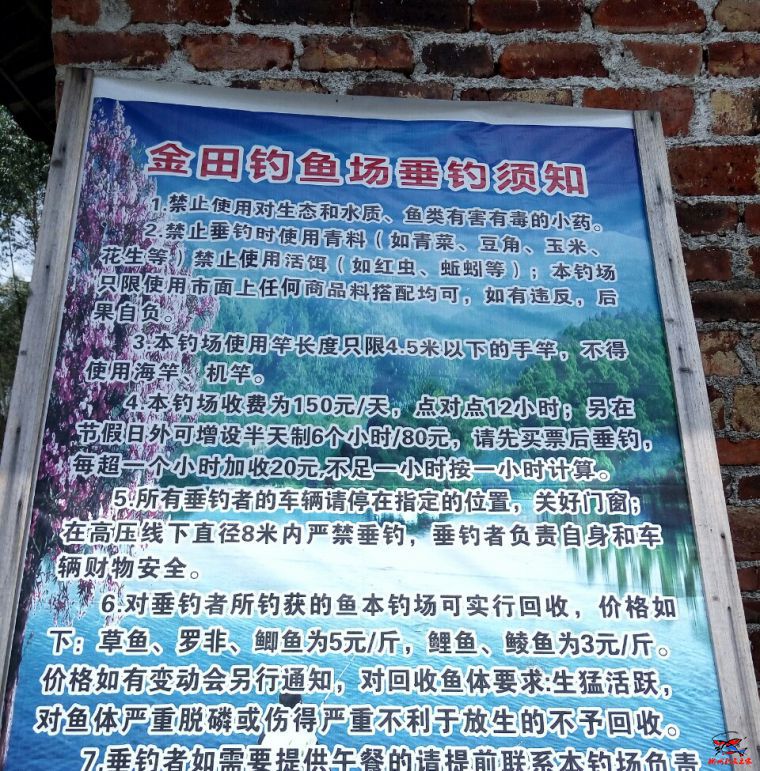 金田钓鱼场垂钓须知
1.禁止使用对生态和水质、鱼类有害有毒的小药。
2.禁止垂钓时使用青料（如青菜、豆角、玉米、
花生等）禁止使用活饵（如红虫、蚯蚓等）；本钓场
只限使用市面上任何商品料搭配均可，如有违反，后
果自负。
3.本钓场使用竿长度只限4.5米以下的手竿，不得
使用海竿、机竿。
4.本钓场收费为150元/天，点对点12小时；另在
节假日外可增设半天制6个小时/80元，请先买票后垂钓，
每超一个小时加收20元.不足一小时按一小时计算。
5.所有垂钓者的车辆请停在指定的位置，关好门窗；
在高压线下直径8米内严禁垂钓，垂钓者负责自身和车
辆财物安全。
6.对垂钓者所钓获的鱼本钓场可实行回收，价格如
下：草鱼、罗非、鲫鱼为5元/斤，鲤鱼、鲮鱼为3元/斤。
价格如有变动会另行通知，对回收鱼体要求:生猛活跃，
对鱼体严重脱磷或伤得严重不利于放生的不予回收。
7.垂钓者如需要提供午餐的请提前联系本钓场负责